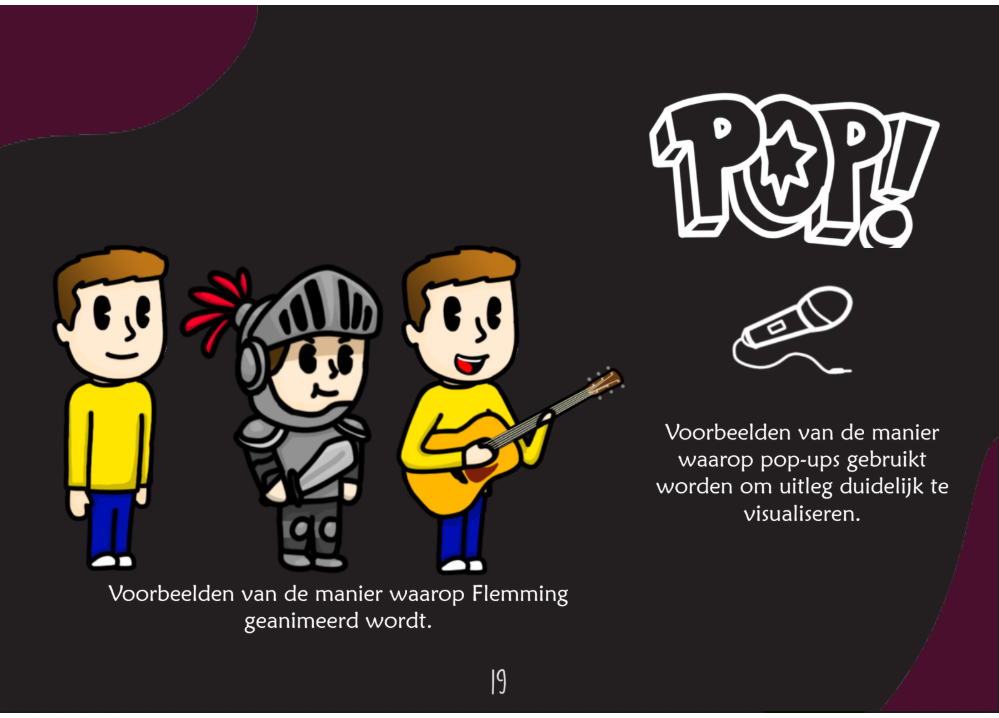 POP!
Voorbeelden van de manier
waarop pop-ups gebruikt
worden om uitleg duidelijk te
visualiseren.
Voorbeelden van de manier waarop Flemming
geanimeerd wordt.
19